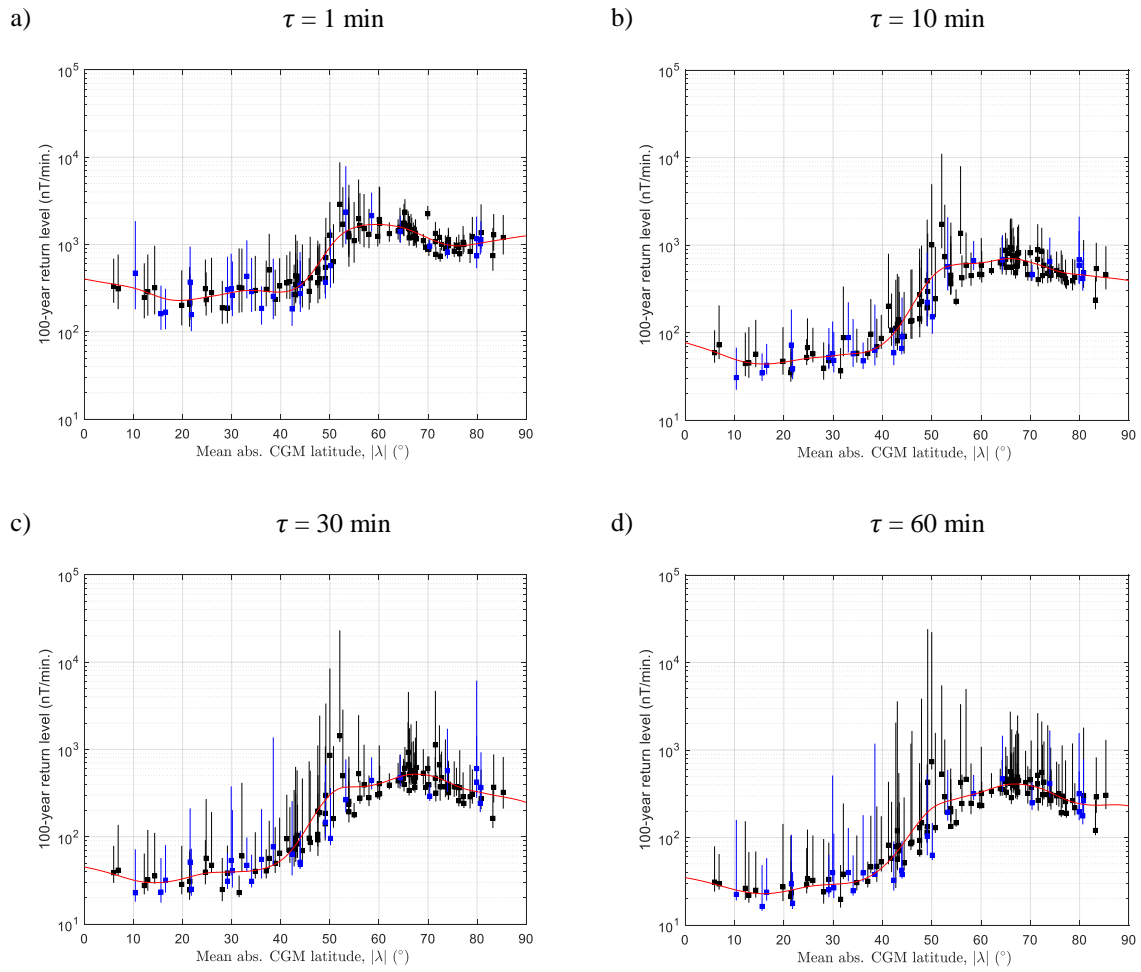 a)
τ = 1 min
10^5
10^4
10^3
10^2
10^1
100-year return level (nT/min.)
0 10 20 30 40 50 60 70 80 90
Mean abs. CGM latitude, |λ| (°)
b)
τ = 10 min
10^5
10^4
10^3
10^2
10^1
100-year return level (nT/min.)
0 10 20 30 40 50 60 70 80 90
Mean abs. CGM latitude, |λ| (°)
c)
τ = 30 min
10^5
10^4
10^3
10^2
10^1
100-year return level (nT/min.)
0 10 20 30 40 50 60 70 80 90
Mean abs. CGM latitude, |λ| (°)
d)
τ = 60 min
10^5
10^4
10^3
10^2
10^1
100-year return level (nT/min.)
0 10 20 30 40 50 60 70 80 90
Mean abs. CGM latitude, |λ| (°)